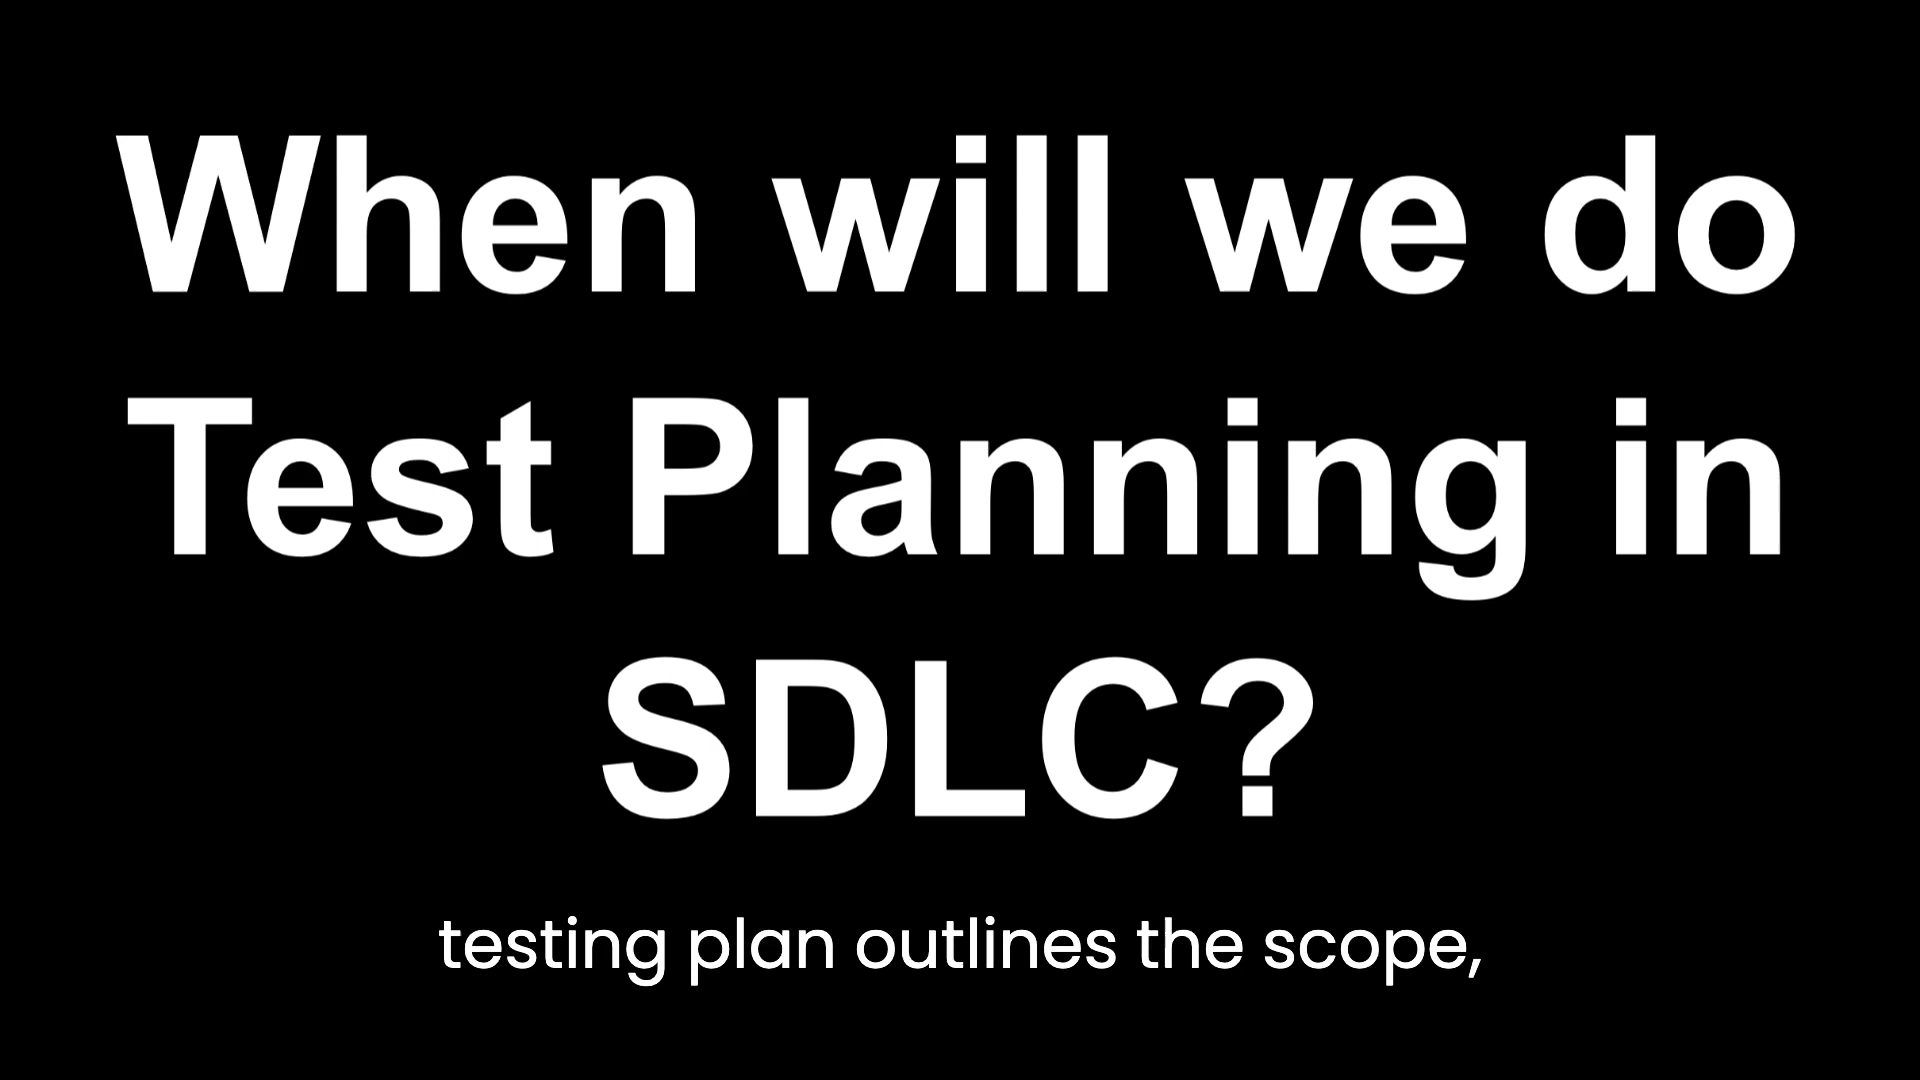 When will we do
Test Planning in
SDLC?
testing plan outlines the scope,